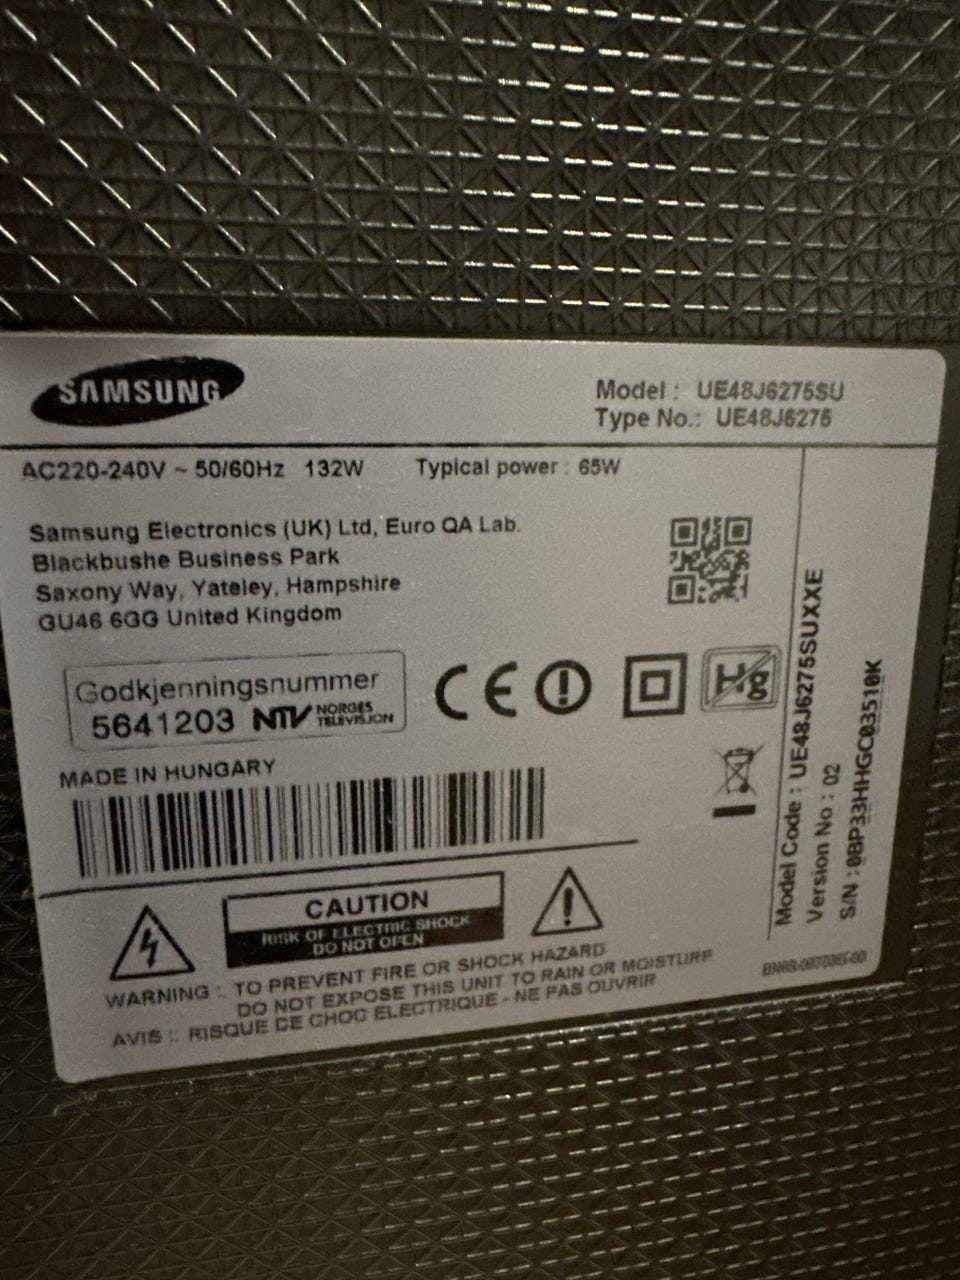 SAMSUNG
Model : UE48J6275SU
Type No.: UE48J6275
AC220-240V ~ 50/60Hz 132W Typical power : 65W
Samsung Electronics (UK) Ltd, Euro QA Lab.
Blackbushe Business Park
Saxony Way, Yateley, Hampshire
GU46 6GG United Kingdom
Godkjenningsnummer
5641203 NTV NORGES
TELEVISJON
CE
Hg
MADE IN HUNGARY
CAUTION
RISK OF ELECTRIC SHOCK
DO NOT OPEN
WARNING : TO PREVENT FIRE OR SHOCK HAZARD
DO NOT EXPOSE THIS UNIT TO RAIN OR MOISTURE
AVIS : RISQUE DE CHOC ELECTRIQUE - NE PAS OUVRIR
Model Code : UE48J6275SUXXE
Version No : 02
S/N : 0BP33HHGC03510K